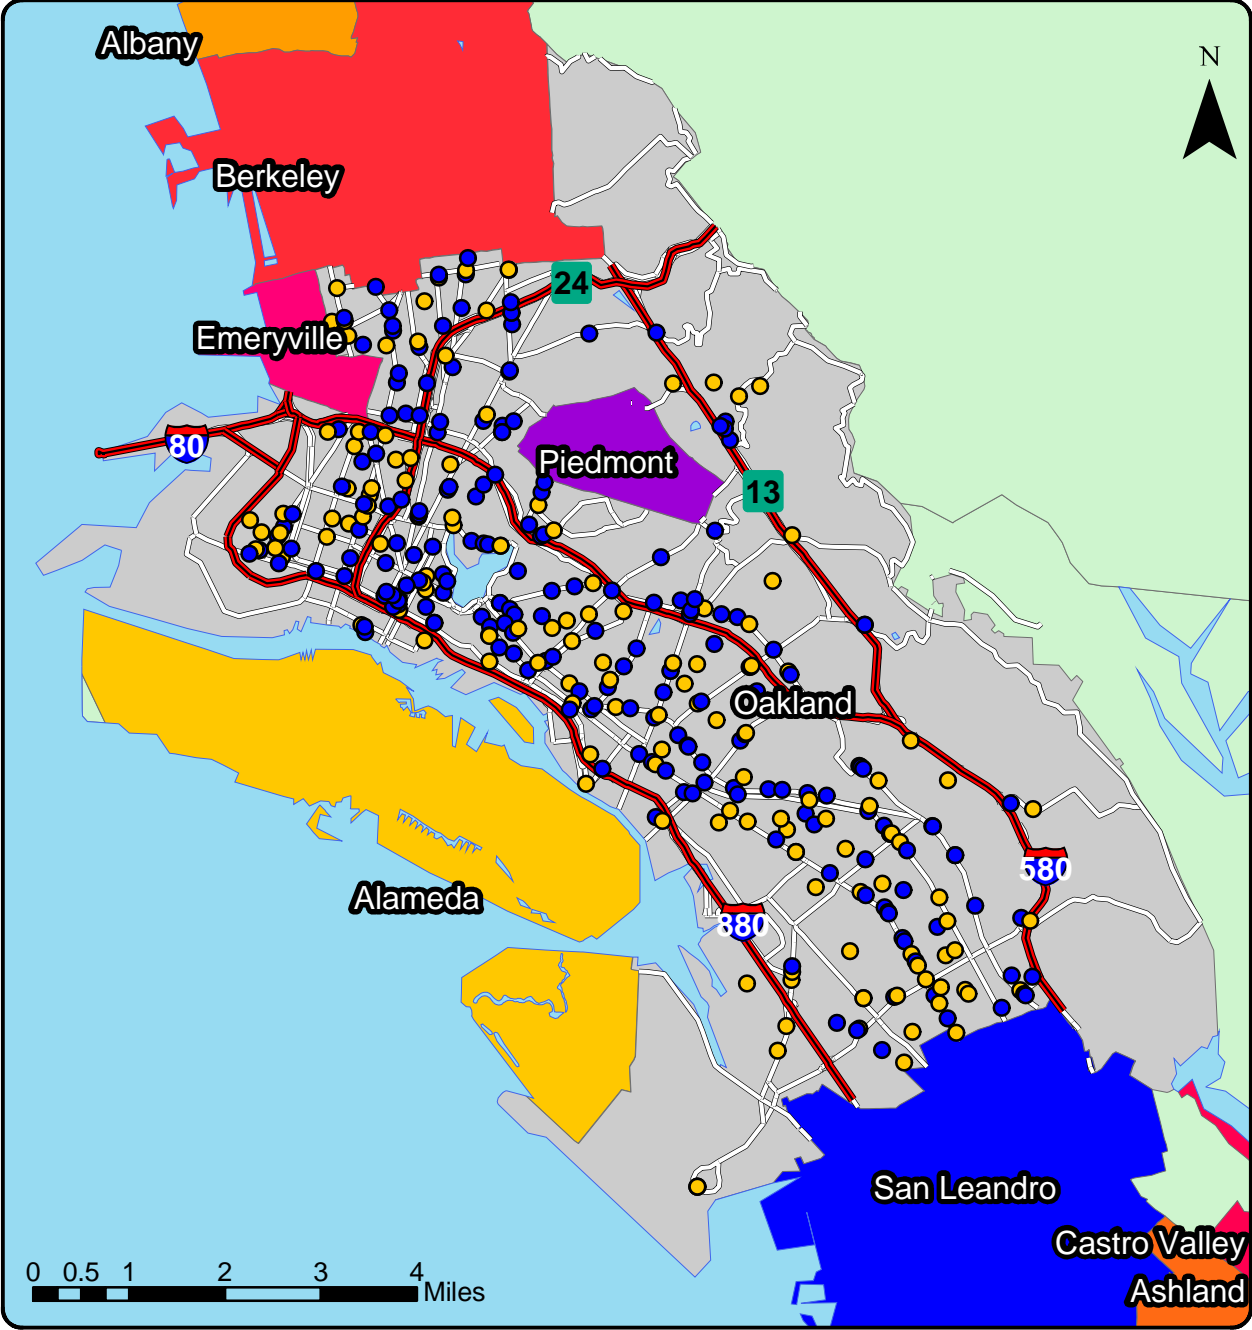 Albany
N
Berkeley
24
Emeryville
80
Piedmont
13
Oakland
580
Alameda
880
San Leandro
Castro Valley
0 0.5 1 2 3 4
Miles
Ashland